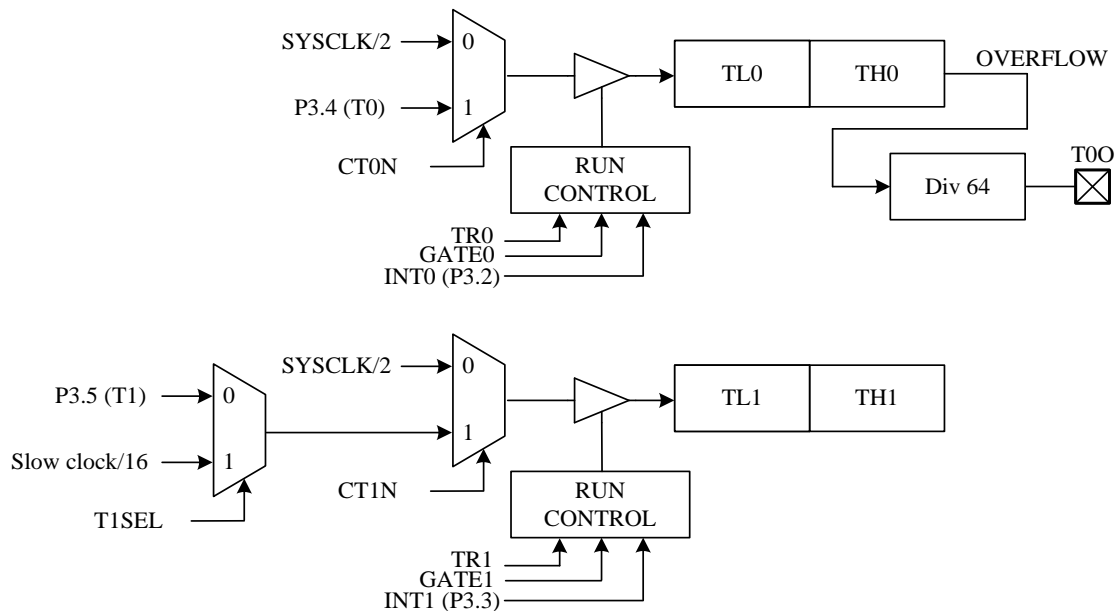 SYSCLK/2
0
TL0
TH0
OVERFLOW
P3.4 (T0)
1
CT0N
RUN
CONTROL
Div 64
T0O
TR0
GATE0
INT0 (P3.2)
SYSCLK/2
0
P3.5 (T1)
0
TL1
TH1
1
Slow clock/16
1
CT1N
RUN
CONTROL
T1SEL
TR1
GATE1
INT1 (P3.3)